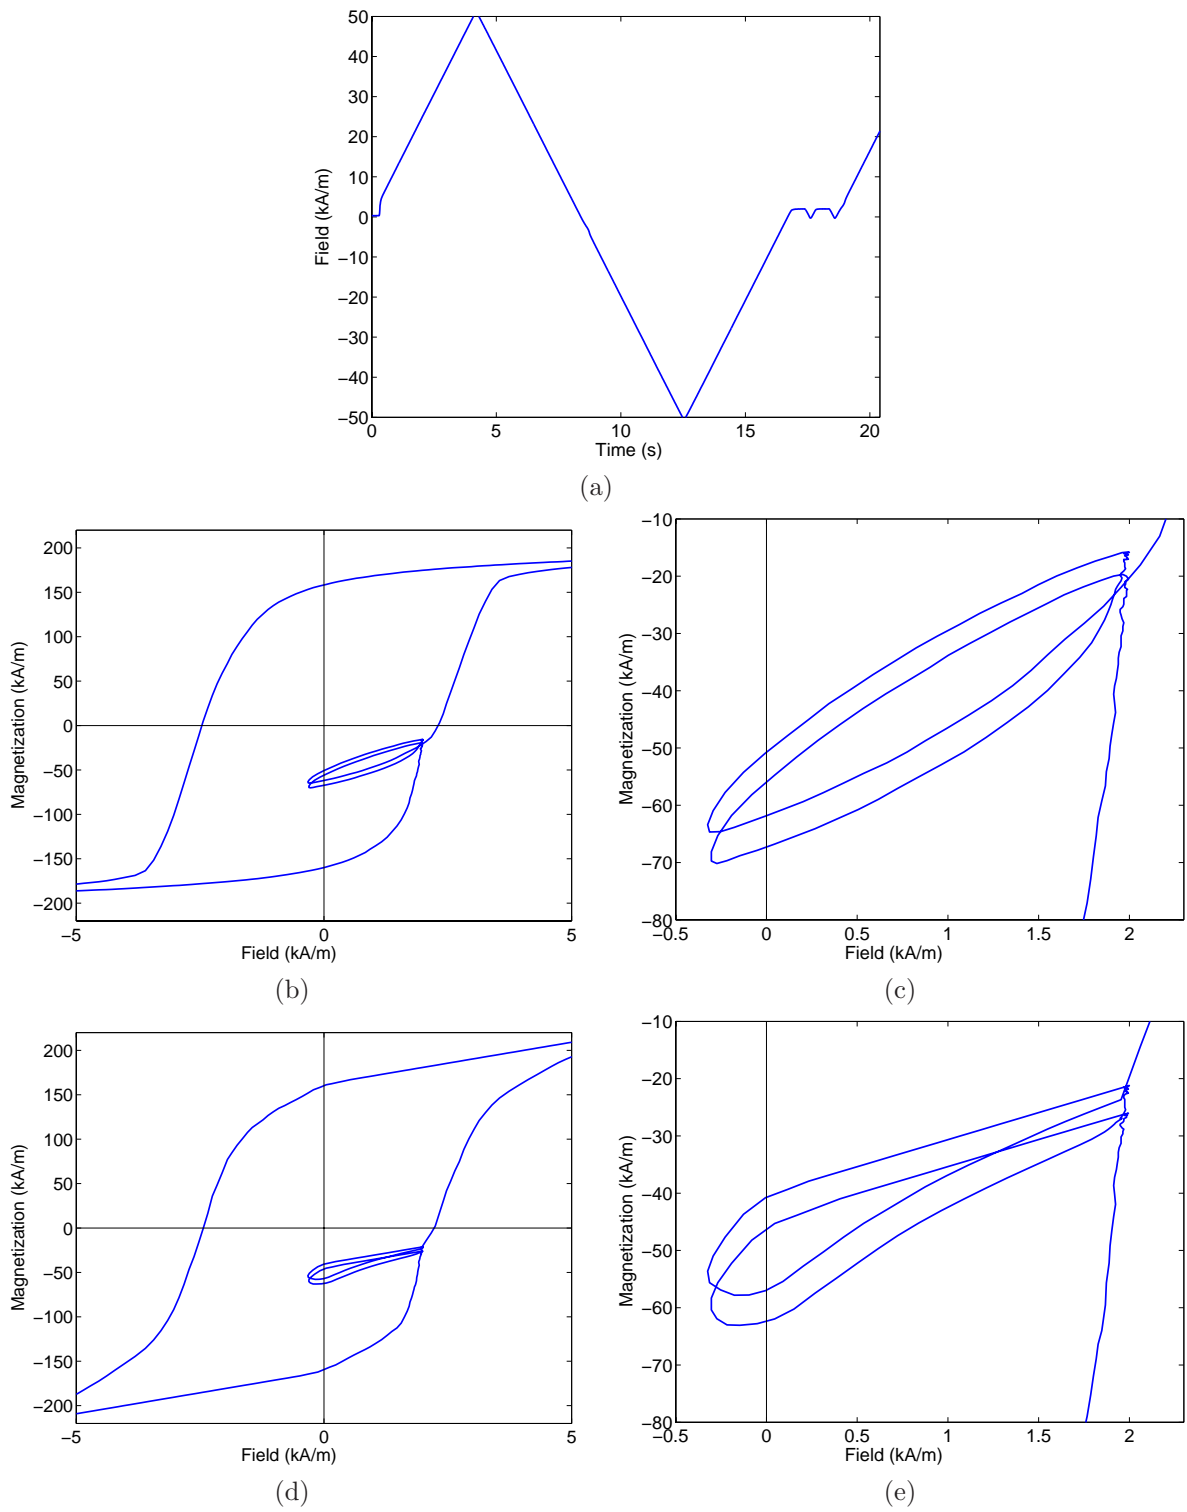 50
40
30
20
10
0
−10
−20
−30
−40
−50
Field (kA/m)
0 5 10 15 20
Time (s)
(a)
200
150
100
50
0
−50
−100
−150
−200
Magnetization (kA/m)
−5 0 5
Field (kA/m)
(b)
−10
−20
−30
−40
−50
−60
−70
−80
Magnetization (kA/m)
−0.5 0 0.5 1 1.5 2
Field (kA/m)
(c)
200
150
100
50
0
−50
−100
−150
−200
Magnetization (kA/m)
−5 0 5
Field (kA/m)
(d)
−10
−20
−30
−40
−50
−60
−70
−80
Magnetization (kA/m)
−0.5 0 0.5 1 1.5 2
Field (kA/m)
(e)